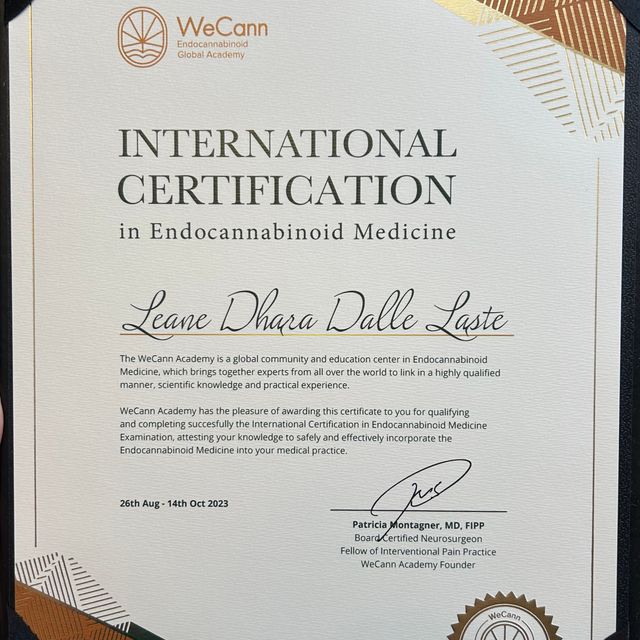 WeCann
Endocannabinoid
Global Academy
INTERNATIONAL
CERTIFICATION
in Endocannabinoid Medicine
Leane Dhara Dalle Laste
The WeCann Academy is a global community and education center in Endocannabinoid
Medicine, which brings together experts from all over the world to link in a highly qualified
manner, scientific knowledge and practical experience.
WeCann Academy has the pleasure of awarding this certificate to you for qualifying
and completing succesfully the International Certification in Endocannabinoid Medicine
Examination, attesting your knowledge to safely and effectively incorporate the
Endocannabinoid Medicine into your medical practice.
26th Aug - 14th Oct 2023
Patricia Montagner, MD, FIPP
Board Certified Neurosurgeon
Fellow of Interventional Pain Practice
WeCann Academy Founder
WeCann